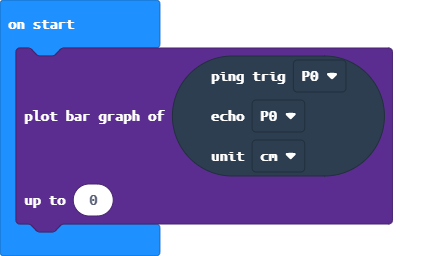 on start
ping trig P0
plot bar graph of echo P0
unit cm
up to 0